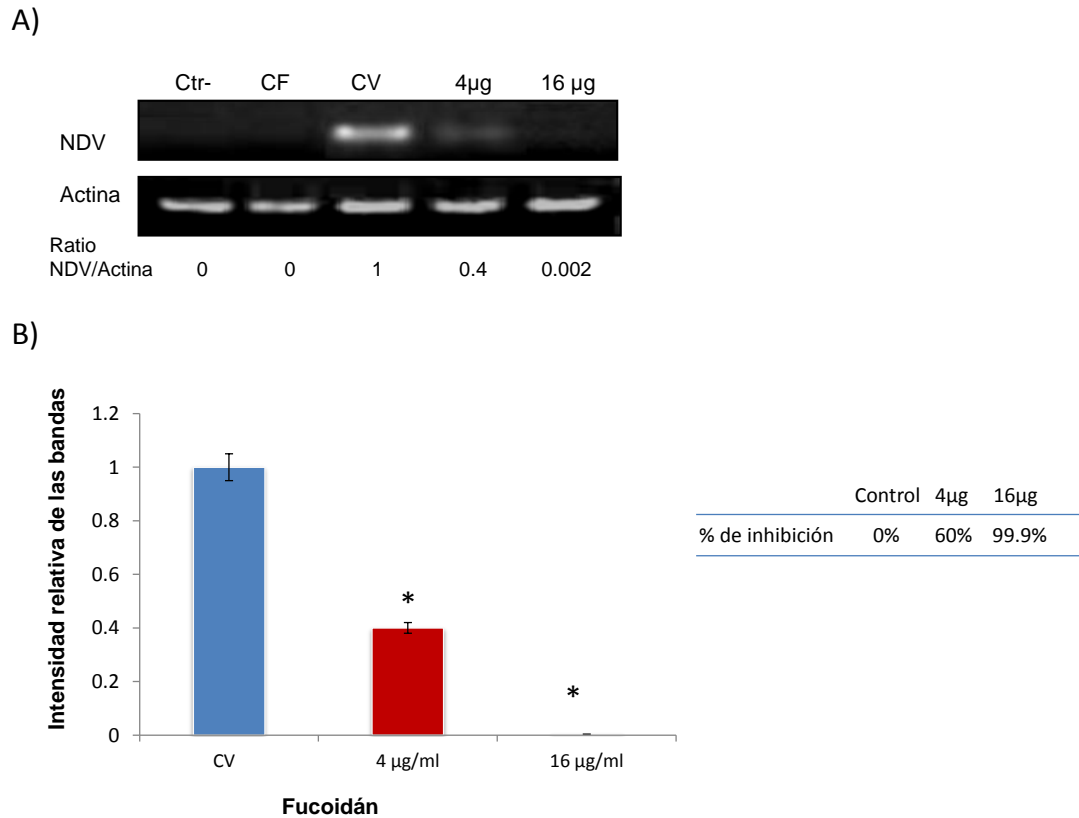 A)
Ctr- CF CV 4µg 16 µg
NDV
Actina
Ratio
NDV/Actina 0 0 1 0.4 0.002
B)
Intensidad relativa de las bandas
1.2
1
0.8
0.6
0.4
0.2
0
*
*
CV 4 µg/ml 16 µg/ml
Fucoidán
Control 4µg 16µg
% de inhibición 0% 60% 99.9%